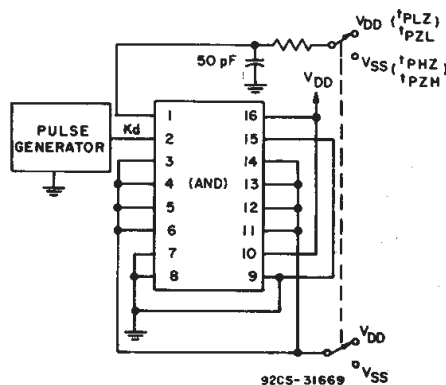 VDD (tPLZ
tPZL
50 pF
VDD
VSS (tPHZ
tPZH
PULSE
GENERATOR
Kd
(AND)
1 16
2 15
3 14
4 13
5 12
6 11
7 10
8 9
VDD
VSS
92CS-31669